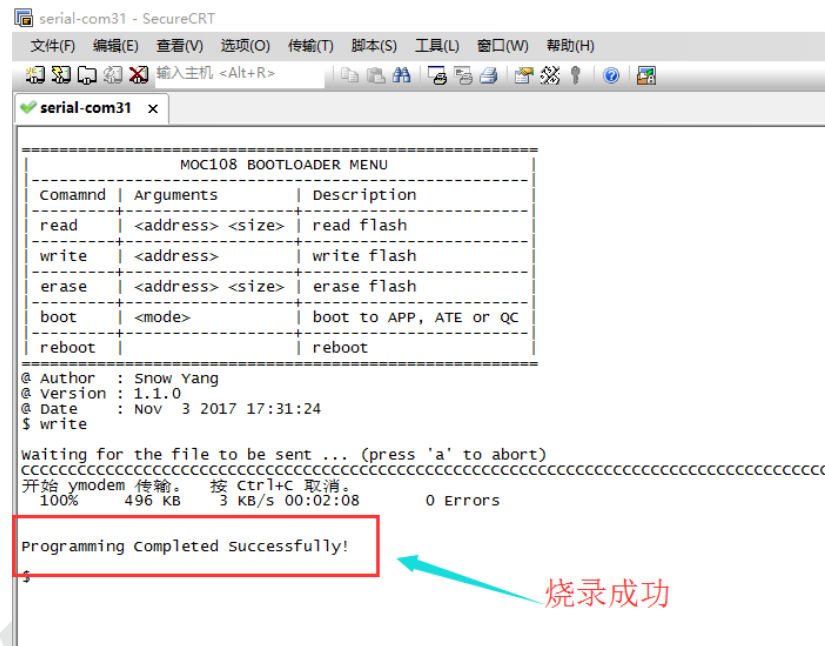 serial-com31 - SecureCRT
文件(F) 编辑(E) 查看(V) 选项(O) 传输(T) 脚本(S) 工具(L) 窗口(W) 帮助(H)
输入主机 <Alt+R>
serial-com31 x
MOC108 BOOTLOADER MENU
Comamnd | Arguments | Description
read | <address> <size> | read flash
write | <address> | write flash
erase | <address> <size> | erase flash
boot | <mode> | boot to APP, ATE or QC
reboot | | reboot
@ Author : Snow Yang
@ Version : 1.1.0
@ Date : Nov 3 2017 17:31:24
$ write
Waiting for the file to be sent ... (press 'a' to abort)
CCCCCCCCCCCCCCCCCCCCCCCCCCCCCCCCCCCCCCCCCCCCCCCCCCCCCCCCCCCCCCCCCCCCCCCCCCCCCCCCCCCCCC
开始 ymodem 传输。 按 Ctrl+C 取消。
100% 496 KB 3 KB/s 00:02:08 0 Errors
Programming Completed Successfully!
$
烧录成功